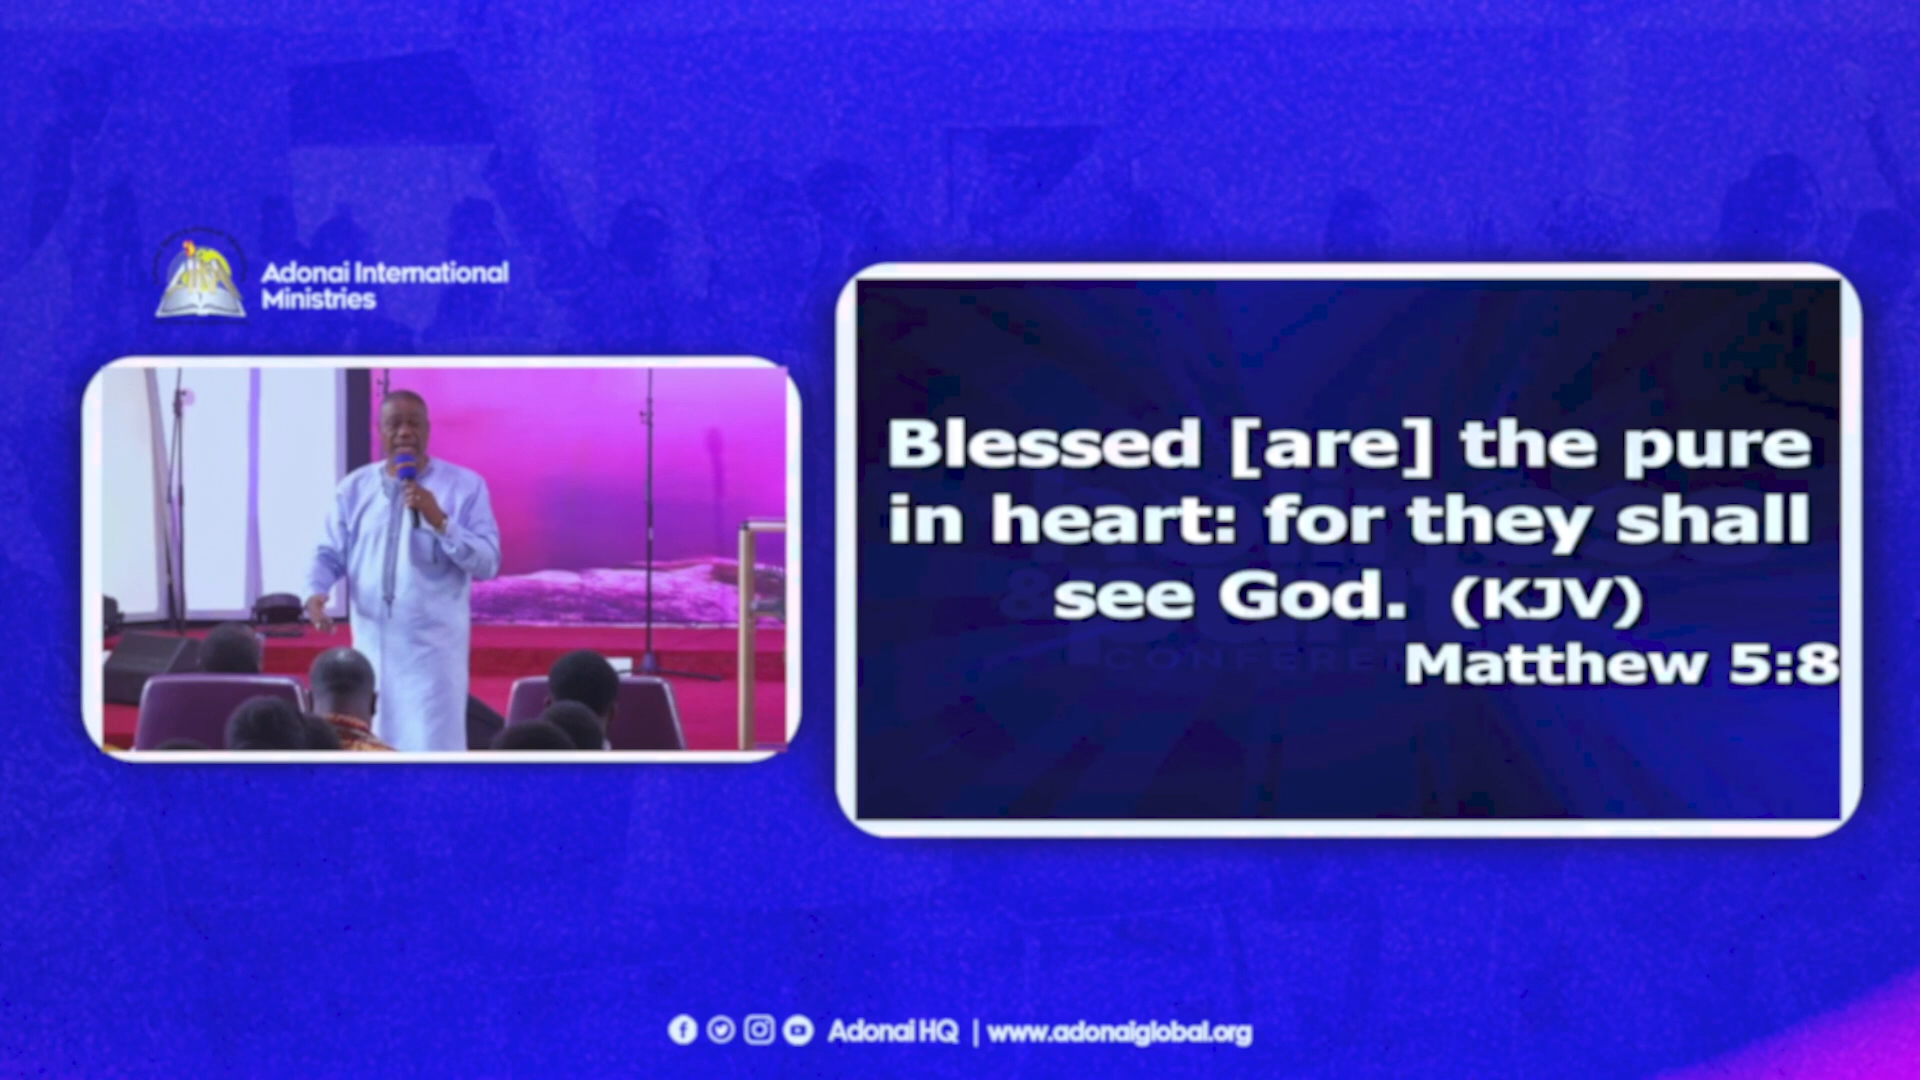 Adonai International
Ministries
Blessed [are] the pure
in heart: for they shall
see God. (KJV)
Matthew 5:8
CONFEREN
Adonai HQ | www.adonaiglobal.org